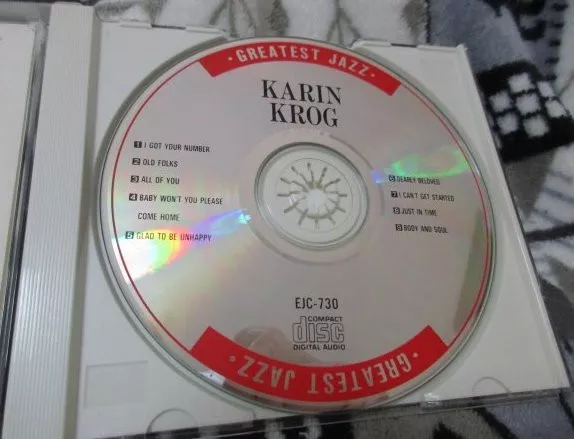 · GREATEST JAZZ ·
KARIN
KROG
1 I GOT YOUR NUMBER
2 OLD FOLKS
3 ALL OF YOU
4 BABY WON'T YOU PLEASE
COME HOME
5 GLAD TO BE UNHAPPY
6 DEARLY BELOVED
7 I CAN'T GET STARTED
8 JUST IN TIME
9 BODY AND SOUL
EJC-730
COMPACT
disc
DIGITAL AUDIO
· GREATEST JAZZ ·